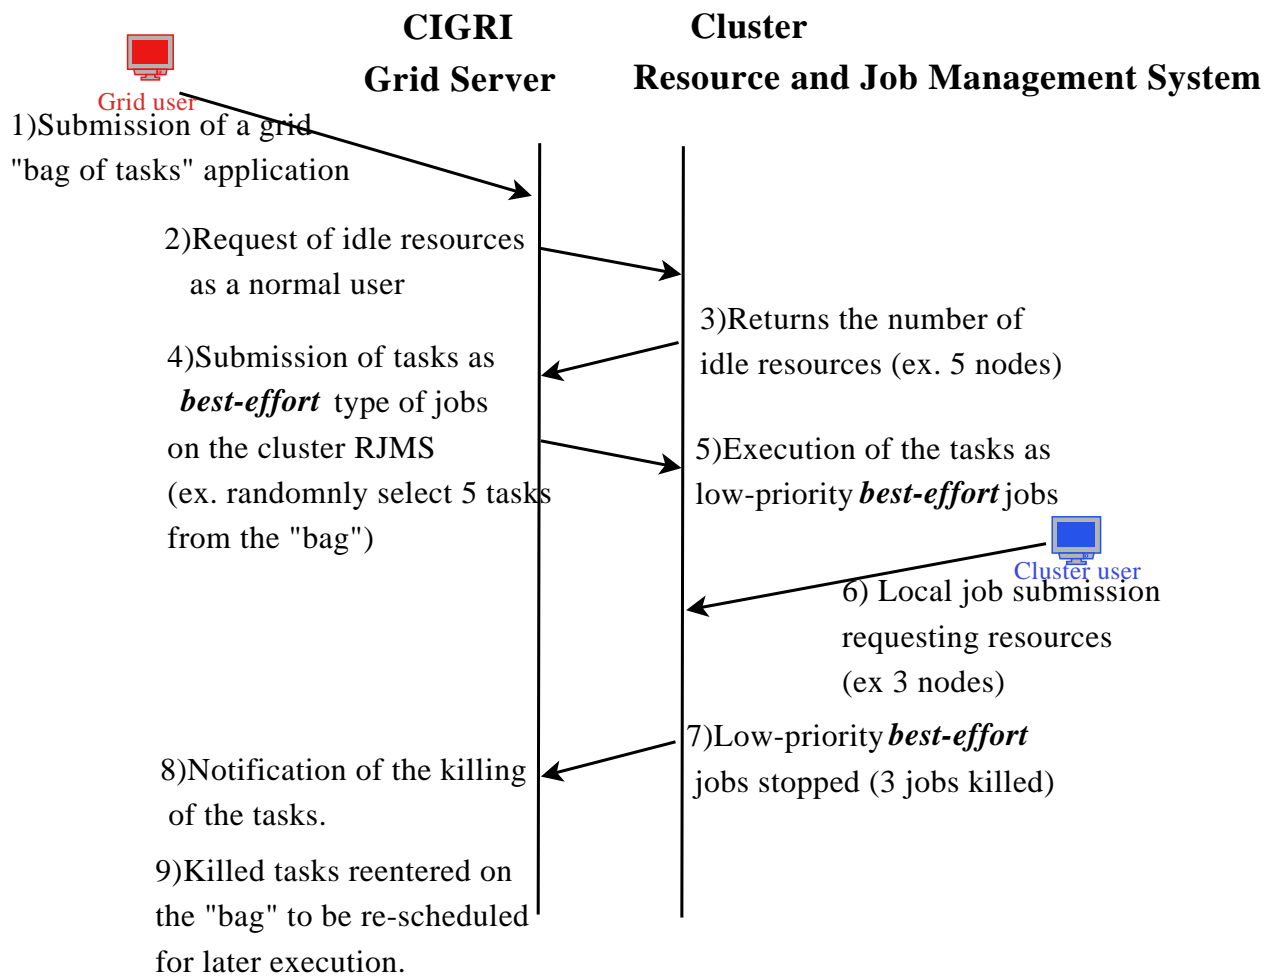 CIGRI
Grid Server
Cluster
Resource and Job Management System
Grid user
1)Submission of a grid
"bag of tasks" application
2)Request of idle resources
as a normal user
3)Returns the number of
idle resources (ex. 5 nodes)
4)Submission of tasks as
best-effort type of jobs
on the cluster RJMS
(ex. randomnly select 5 tasks
from the "bag")
5)Execution of the tasks as
low-priority best-effort jobs
Cluster user
6) Local job submission
requesting resources
(ex 3 nodes)
7)Low-priority best-effort
jobs stopped (3 jobs killed)
8)Notification of the killing
of the tasks.
9)Killed tasks reentered on
the "bag" to be re-scheduled
for later execution.